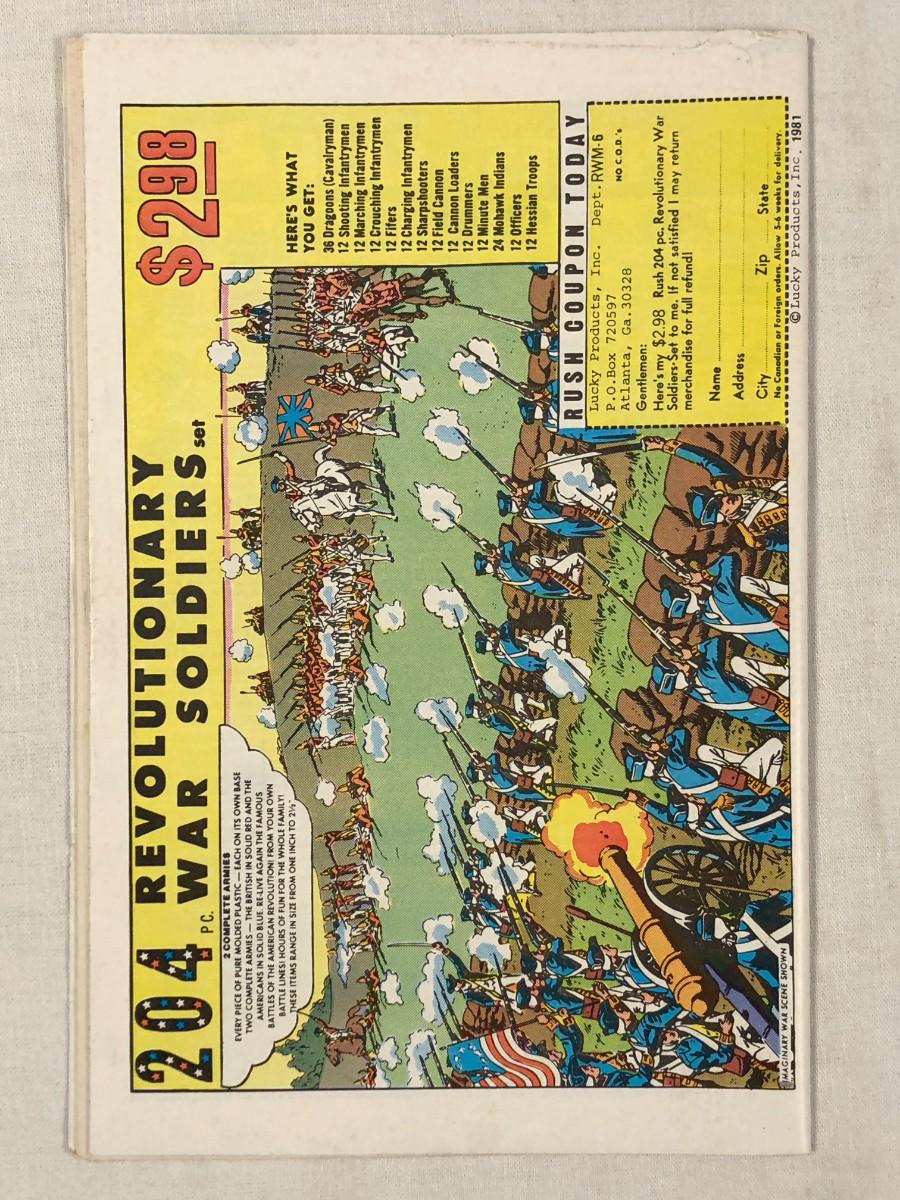 204 PC. REVOLUTIONARY
WAR SOLDIERS set
$2.98
2 COMPLETE ARMIES
EVERY PIECE OF PURE MOLDED PLASTIC — EACH ON ITS OWN BASE
TWO COMPLETE ARMIES — THE BRITISH IN SOLID RED AND THE
AMERICANS IN SOLID BLUE. RE-LIVE AGAIN THE FAMOUS
BATTLES OF THE AMERICAN REVOLUTION! FROM YOUR OWN
BATTLE LINES! HOURS OF FUN FOR THE WHOLE FAMILY!
THESE ITEMS RANGE IN SIZE FROM ONE INCH TO 2½"
HERE'S WHAT
YOU GET:
36 Dragoons (Cavalryman)
12 Shooting Infantrymen
12 Marching Infantrymen
12 Crouching Infantrymen
12 Fifers
12 Charging Infantrymen
12 Sharpshooters
12 Field Cannon
12 Cannon Loaders
12 Drummers
12 Minute Men
24 Mohawk Indians
12 Officers
12 Hessian Troops
RUSH COUPON TODAY
Lucky Products, Inc. Dept. RWM-6
P.O.Box 720597
NO C.O.D.'s
Atlanta, Ga.30328
Gentlemen:
Here's my $2.98 Rush 204 pc. Revolutionary War
Soldiers Set to me. If not satisfied I may return
merchandise for full refund!
Name
Address
City Zip State
No Canadian or Foreign orders. Allow 5-6 weeks for delivery.
IMAGINARY WAR SCENE SHOWN
© Lucky Products, Inc. 1981